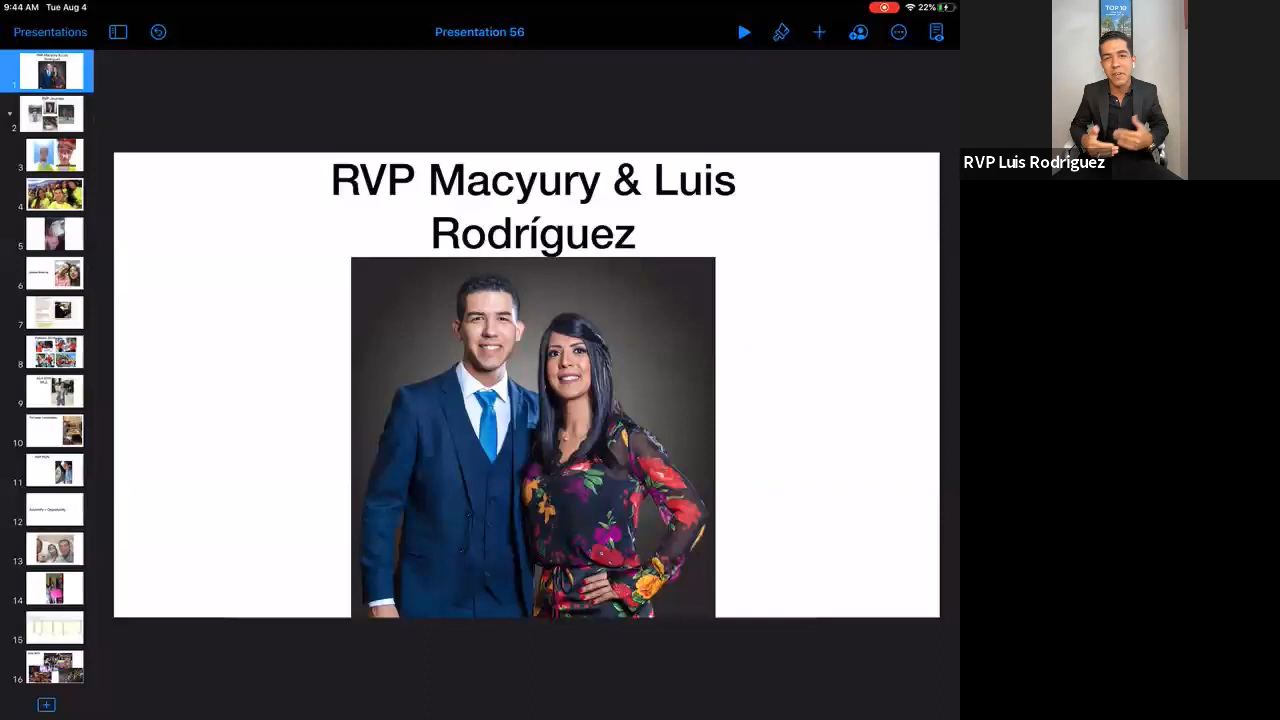 9:44 AM Tue Aug 4
22%
Presentations
Presentation 56
RVP Macyury & Luis
Rodríguez
1
2
3
4
5
6
7
8
9
10
11
12
13
14
15
16
TOP 10
RVP Luis Rodríguez